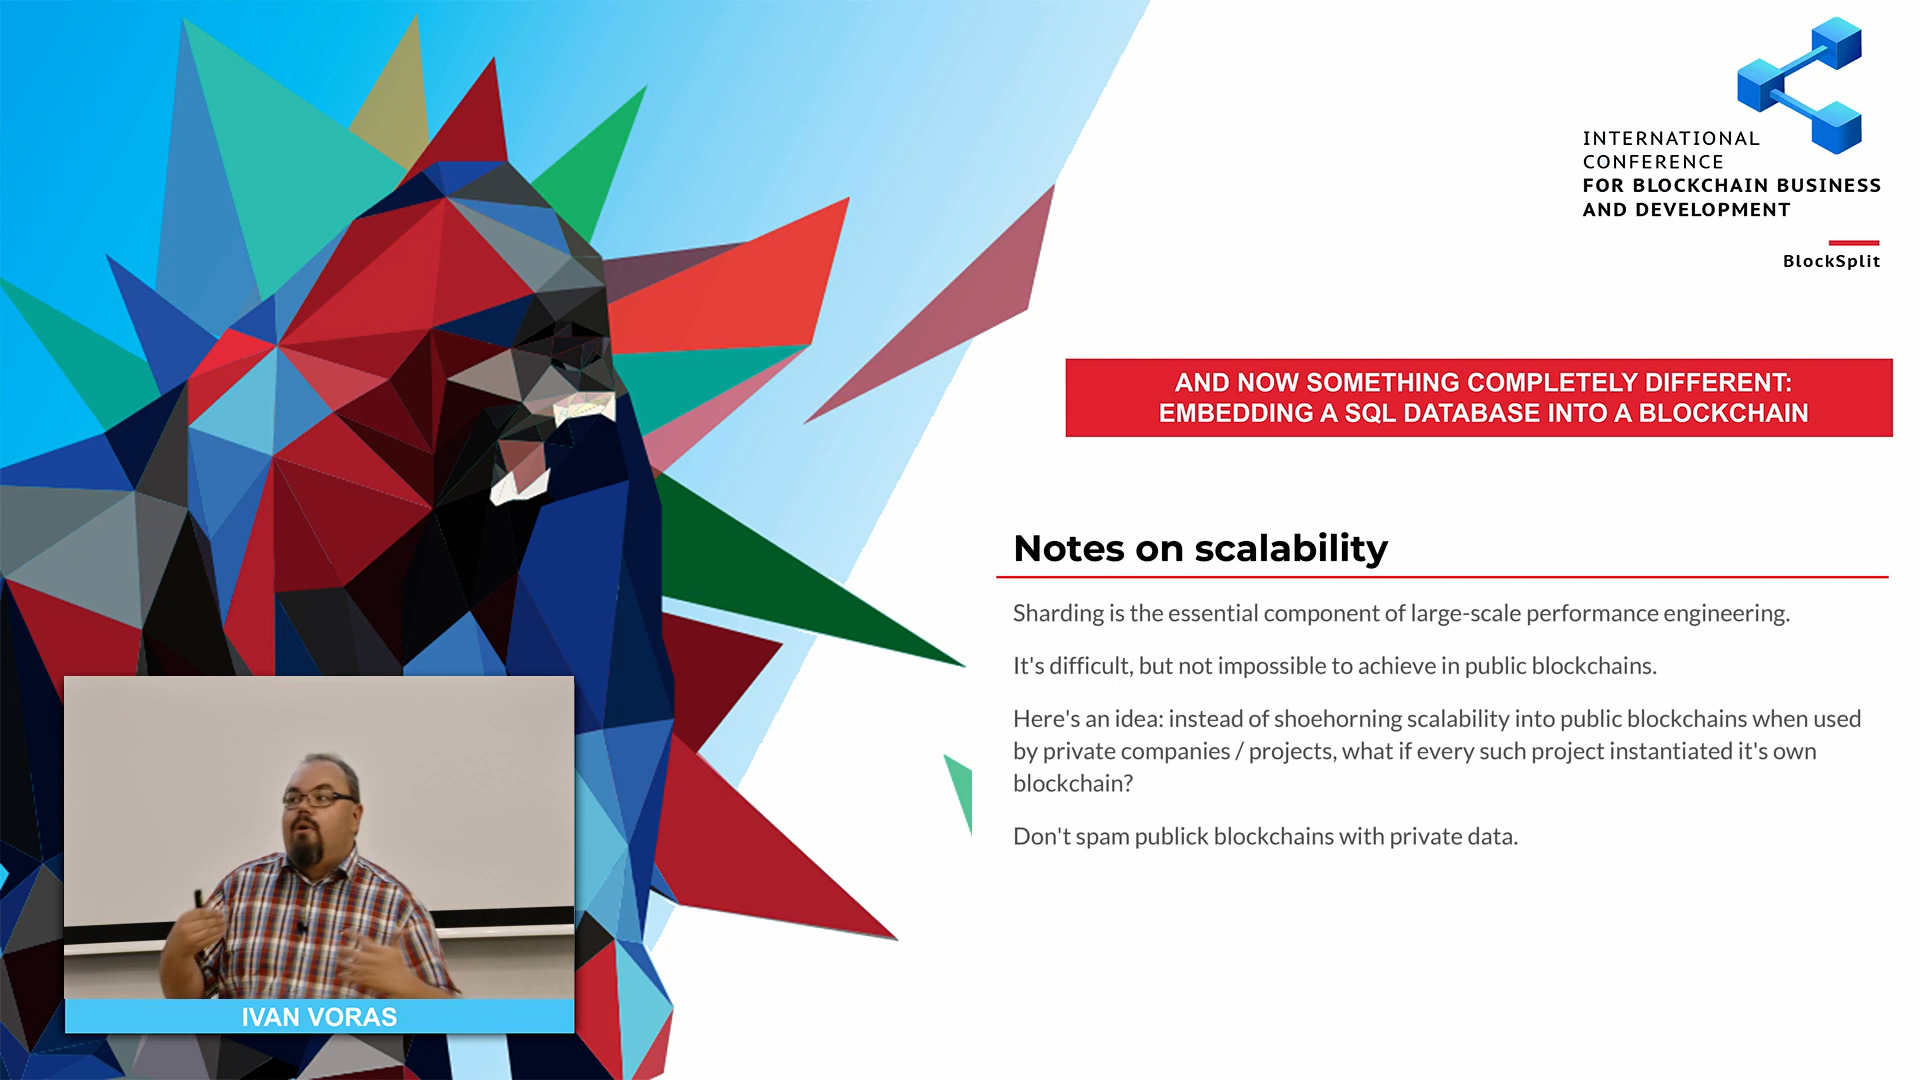 INTERNATIONAL
CONFERENCE
FOR BLOCKCHAIN BUSINESS
AND DEVELOPMENT
BlockSplit
AND NOW SOMETHING COMPLETELY DIFFERENT:
EMBEDDING A SQL DATABASE INTO A BLOCKCHAIN
Notes on scalability
Sharding is the essential component of large-scale performance engineering.
It's difficult, but not impossible to achieve in public blockchains.
Here's an idea: instead of shoehorning scalability into public blockchains when used
by private companies / projects, what if every such project instantiated it's own
blockchain?
Don't spam publick blockchains with private data.
IVAN VORAS